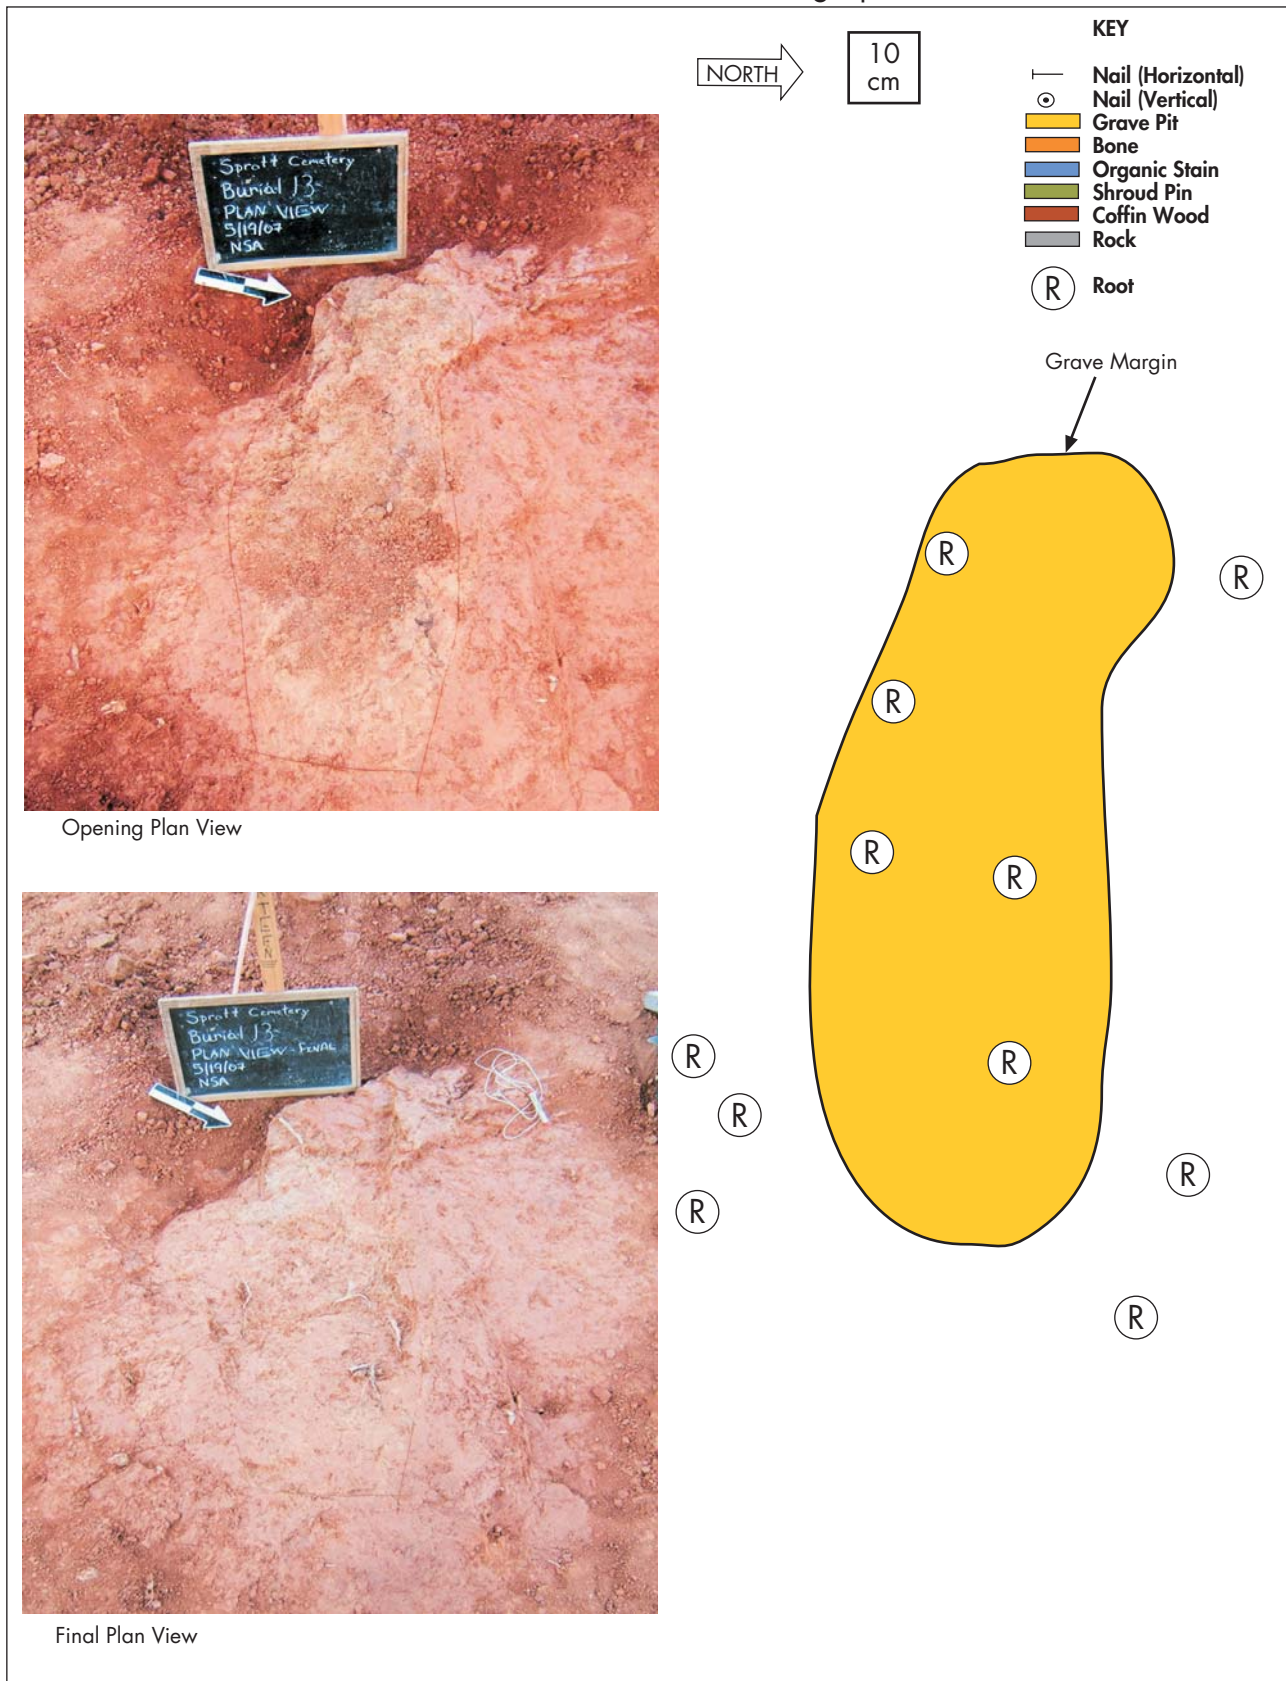 KEY
NORTH
10
cm
Nail (Horizontal)
Nail (Vertical)
Grave Pit
Bone
Organic Stain
Shroud Pin
Coffin Wood
Rock
R Root
Spratt Cemetery
Burial 13
PLAN VIEW
5/19/07
NSA
Opening Plan View
Grave Margin
R
R
R
R
R
R
R
R
R
R
R
Spratt Cemetery
Burial 13
PLAN VIEW - FINAL
5/19/07
NSA
Final Plan View